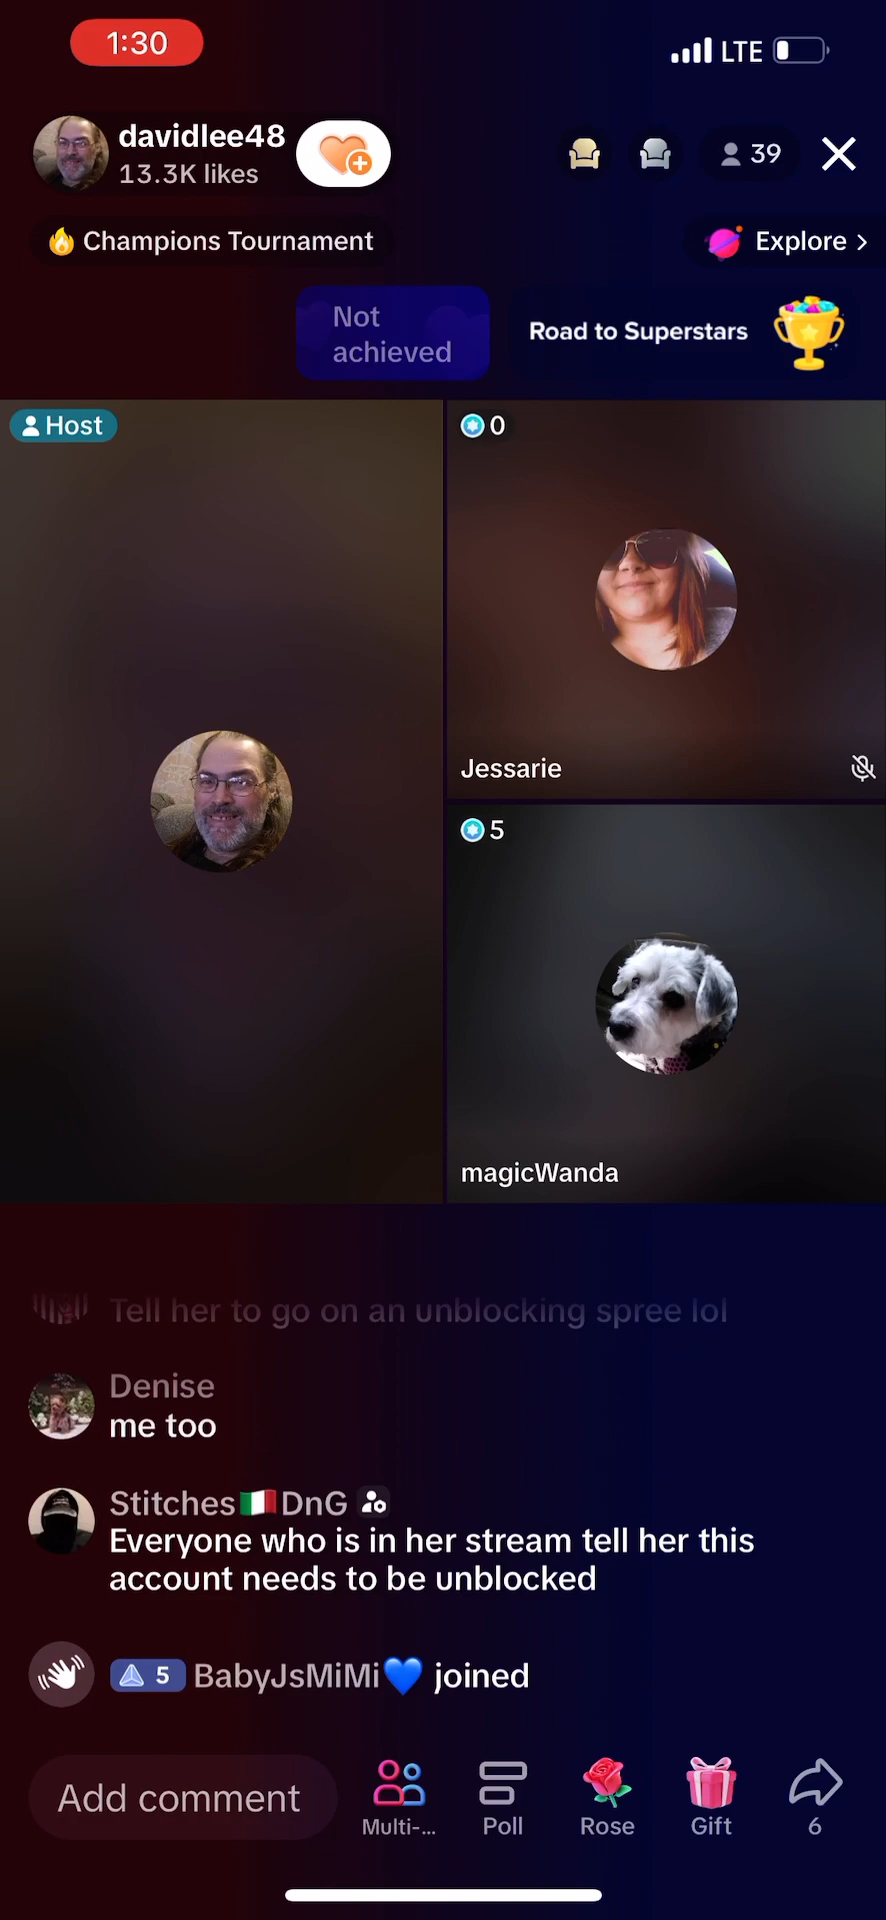 1:30
LTE
davidlee48
13.3K likes
39
Champions Tournament
Explore >
Not
achieved
Road to Superstars
Host
0
Jessarie
5
magicWanda
Tell her to go on an unblocking spree lol
Denise
me too
Stitches🇮🇹DnG
Everyone who is in her stream tell her this
account needs to be unblocked
5 BabyJsMiMi💙 joined
Add comment
Multi-...
Poll
Rose
Gift
6